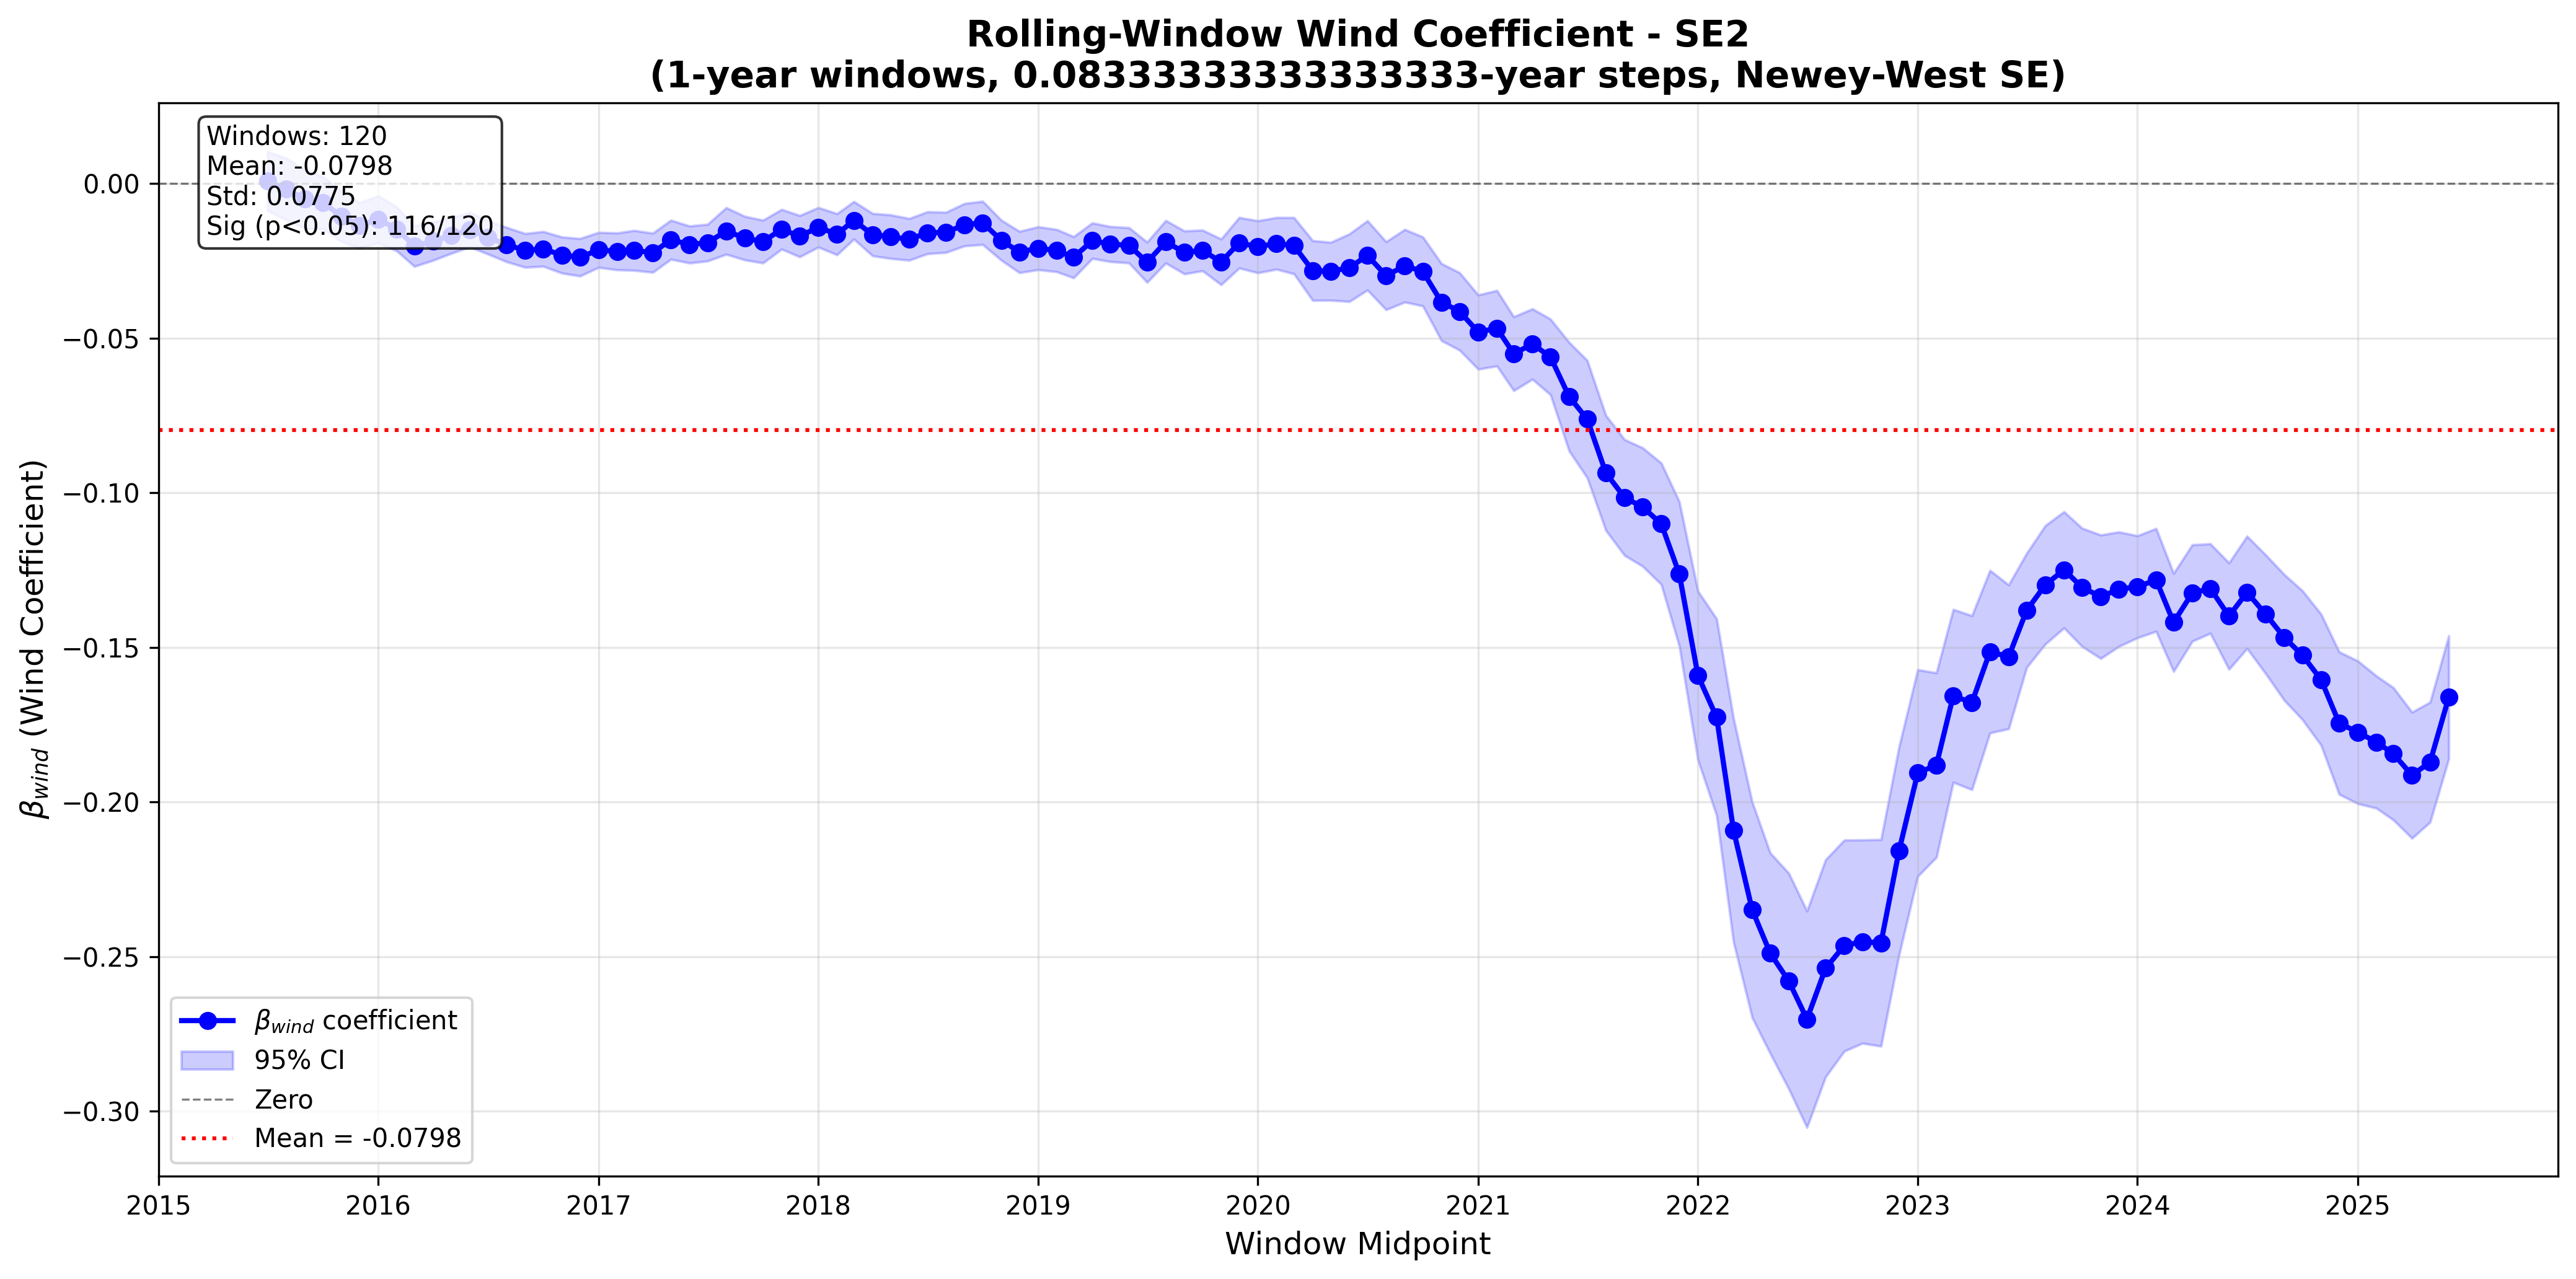 Rolling-Window Wind Coefficient - SE2
(1-year windows, 0.08333333333333333-year steps, Newey-West SE)
Windows: 120
Mean: -0.0798
Std: 0.0775
Sig (p<0.05): 116/120
0.00
−0.05
−0.10
−0.15
−0.20
−0.25
−0.30
β_wind (Wind Coefficient)
β_wind coefficient
95% CI
Zero
Mean = -0.0798
2015 2016 2017 2018 2019 2020 2021 2022 2023 2024 2025
Window Midpoint